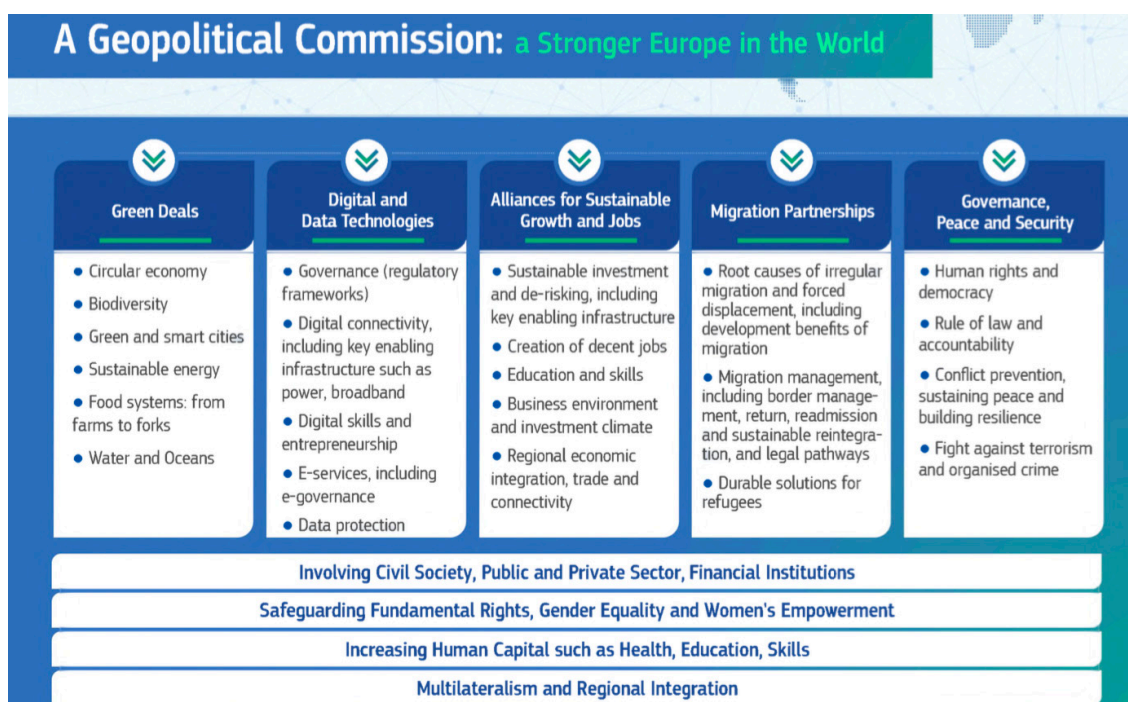 A Geopolitical Commission: a Stronger Europe in the World
Green Deals
• Circular economy
• Biodiversity
• Green and smart cities
• Sustainable energy
• Food systems: from
farms to forks
• Water and Oceans
Digital and
Data Technologies
• Governance (regulatory
frameworks)
• Digital connectivity,
including key enabling
infrastructure such as
power, broadband
• Digital skills and
entrepreneurship
• E-services, including
e-governance
• Data protection
Alliances for Sustainable
Growth and Jobs
• Sustainable investment
and de-risking, including
key enabling infrastructure
• Creation of decent jobs
• Education and skills
• Business environment
and investment climate
• Regional economic
integration, trade and
connectivity
Migration Partnerships
• Root causes of irregular
migration and forced
displacement, including
development benefits of
migration
• Migration management,
including border manage-
ment, return, readmission
and sustainable reintegra-
tion, and legal pathways
• Durable solutions for
refugees
Governance,
Peace and Security
• Human rights and
democracy
• Rule of law and
accountability
• Conflict prevention,
sustaining peace and
building resilience
• Fight against terrorism
and organised crime
Involving Civil Society, Public and Private Sector, Financial Institutions
Safeguarding Fundamental Rights, Gender Equality and Women's Empowerment
Increasing Human Capital such as Health, Education, Skills
Multilateralism and Regional Integration